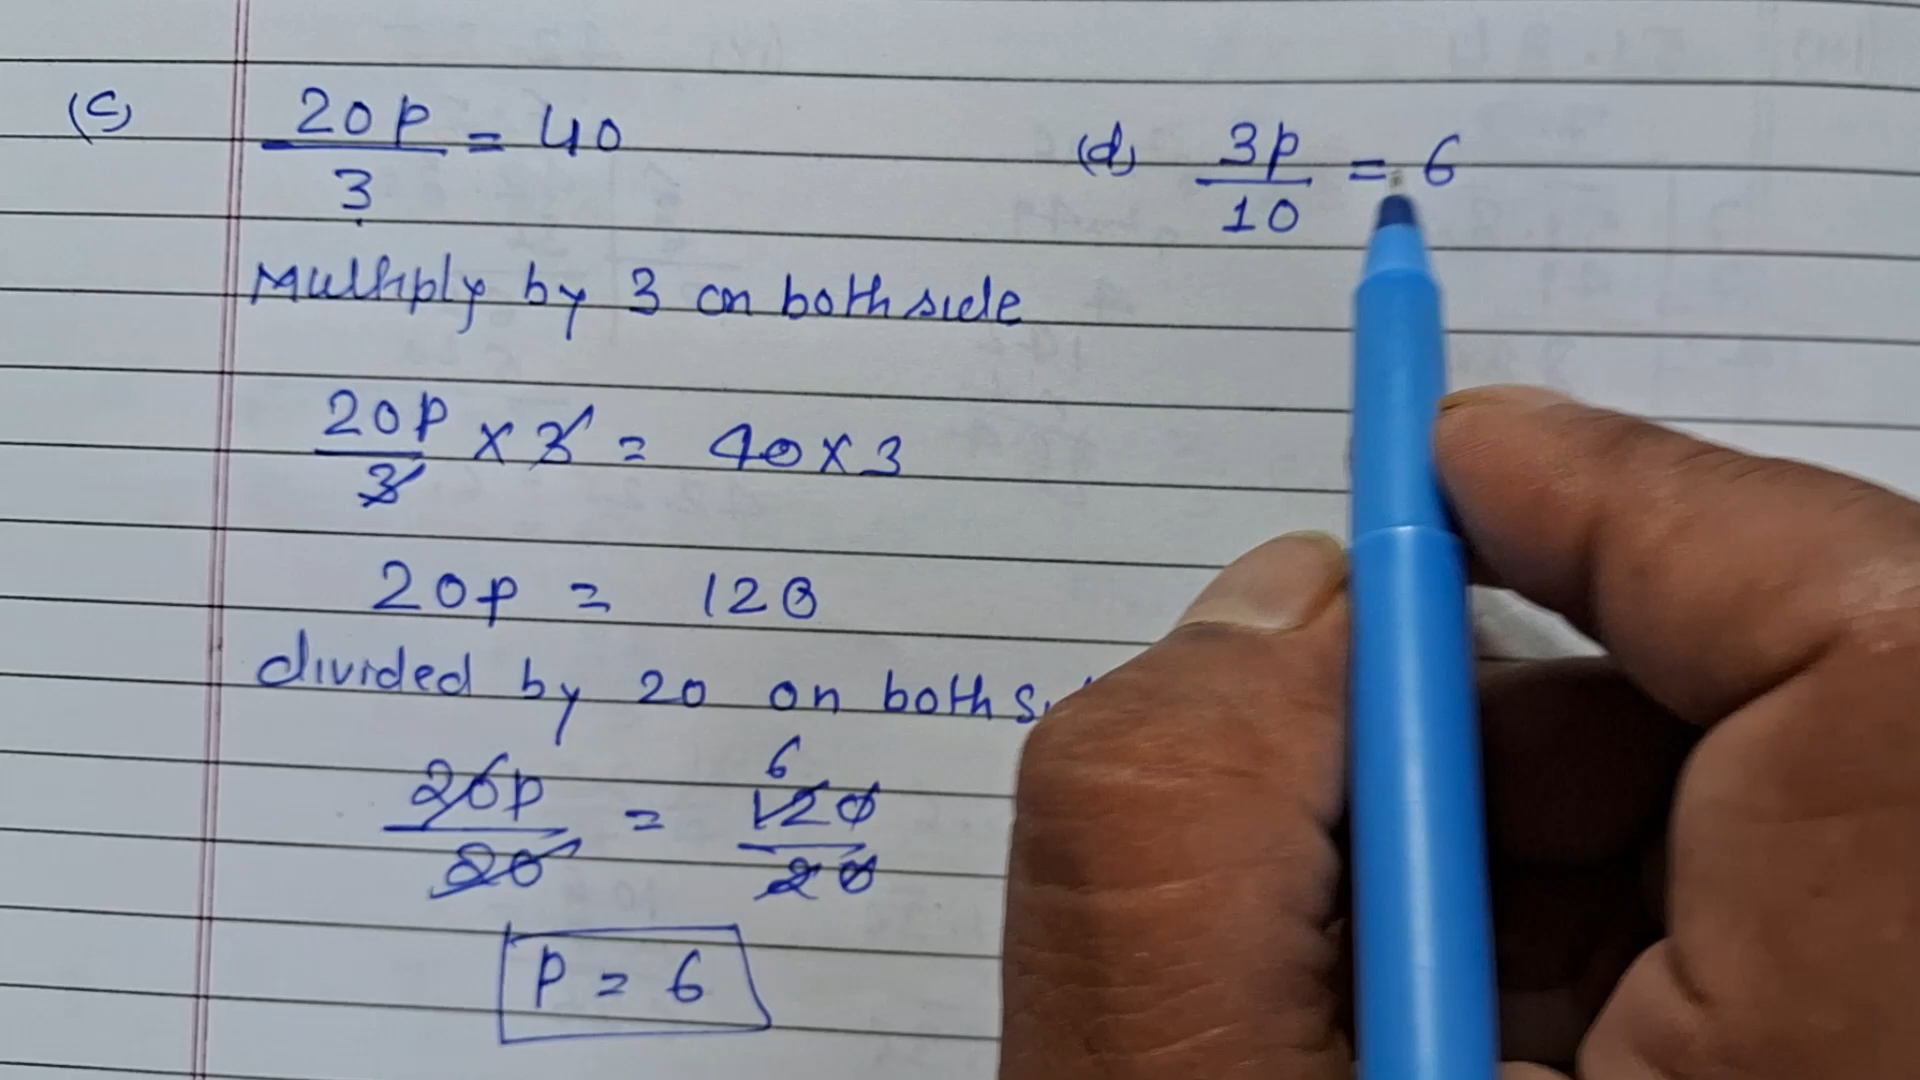 (c) 20p/3 = 40
Multiply by 3 on both side
20p/3 × 3 = 40 × 3
20p = 120
divided by 20 on both
20p/20 = 6 120/20
P = 6
(d) 3p/10 = 6